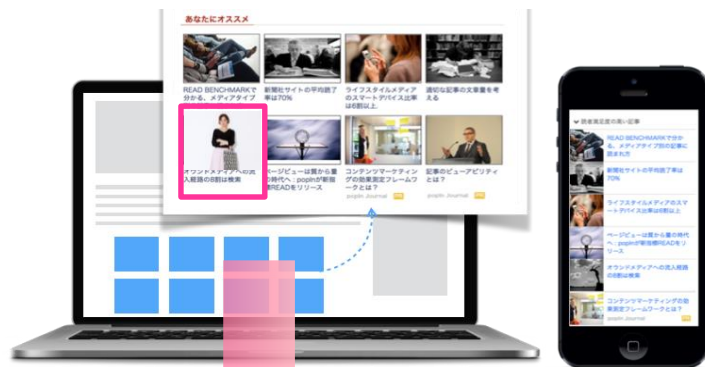 あなたにオススメ
READ BENCHMARKで
分かる、メディアタイプ
新聞社サイトの平均読了
率は70%
ライフスタイルメディア
のスマートデバイス出率
は6割以上
適切な記事の文章量を考
える
オウンドメディアへの流
入経路の8割は検索
ページビューは質から量
の時代へ：popInが新指
標READをリリース
コンテンツマーケティン
グの効果測定フレームワ
ークとは？
popIn Journal
記事のビューアビリティ
とは？
popIn Journal
読者満足度の高い記事
READ BENCHMARKで分か
る、メディアタイプ別の記事に
読まれ方
新聞社サイトの平均読了率は
70%
ライフスタイルメディアのスマ
ートデバイス出率は6割以上
ページビューは質から量の時代
へ：popInが新指標READをリ
リース
オウンドメディアへの流入経路
の8割は検索
コンテンツマーケティングの効
果測定フレームワークとは？
popIn Journal